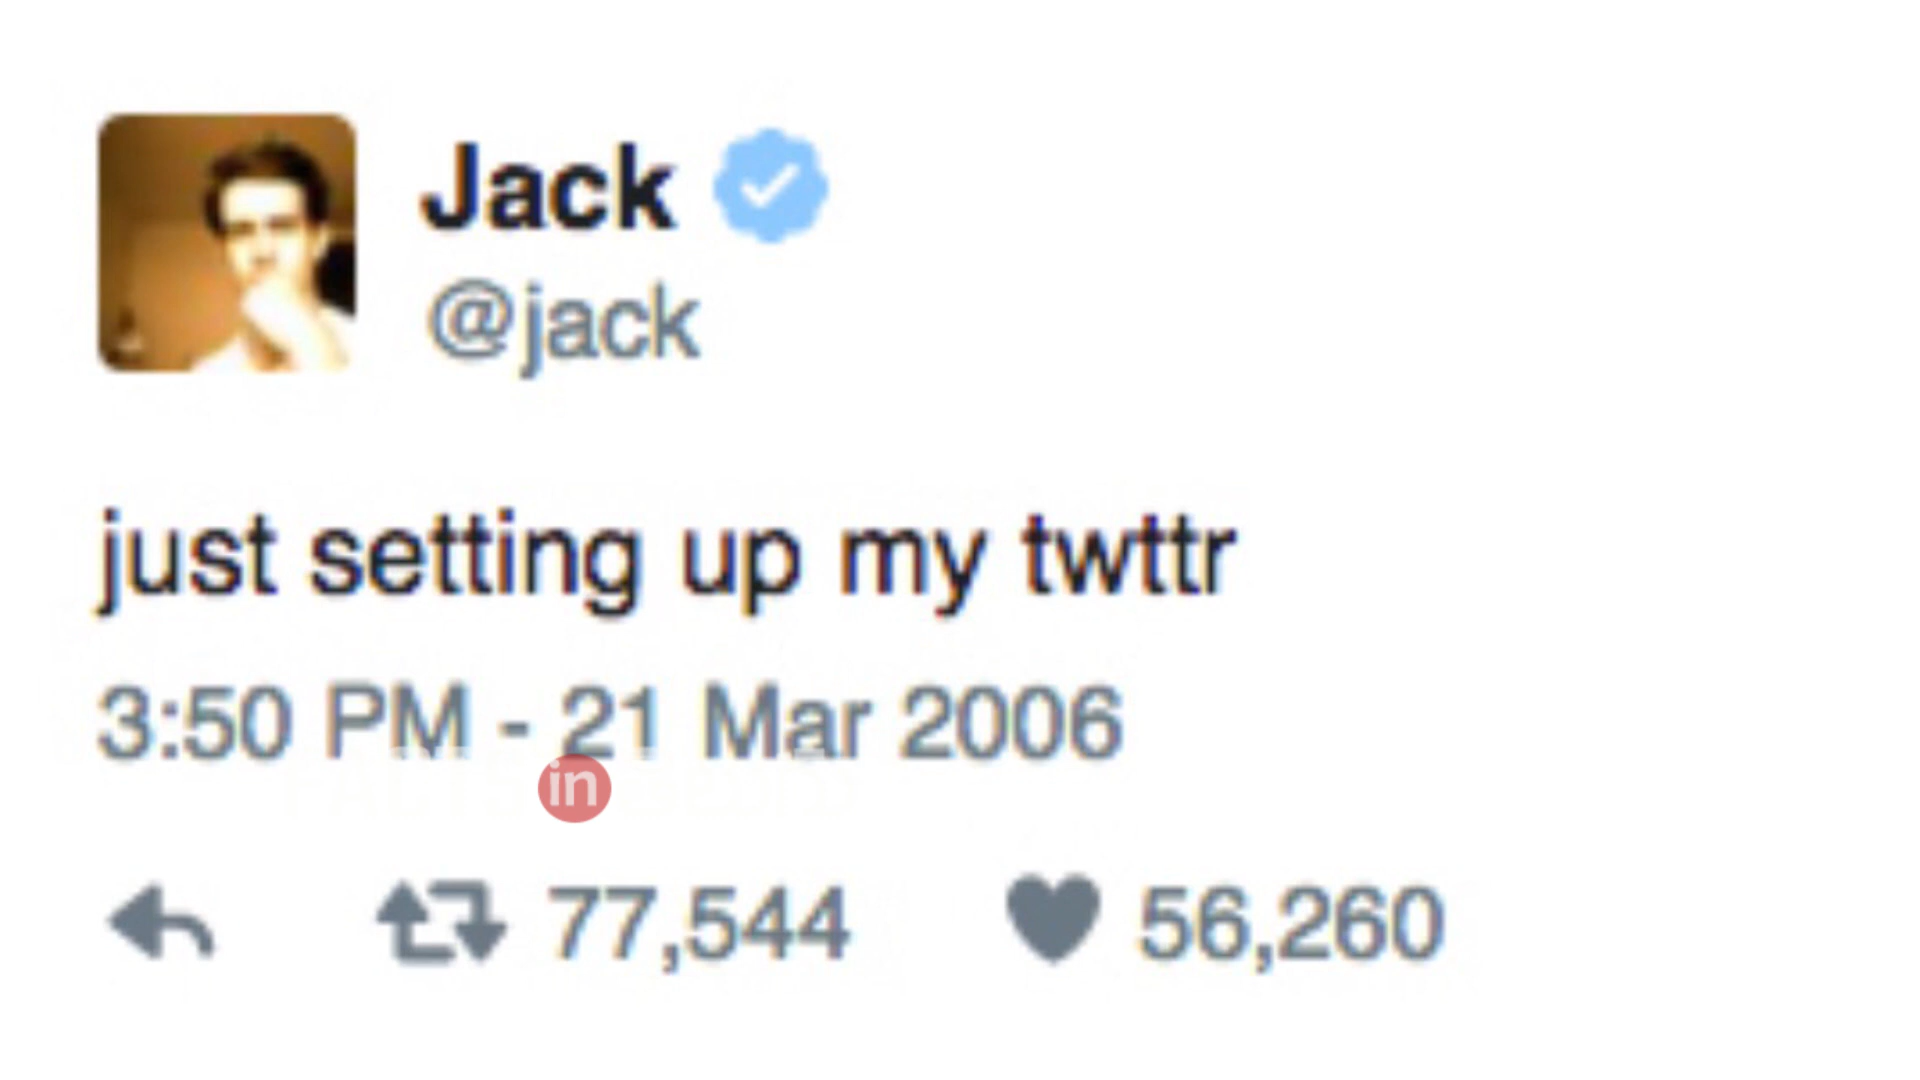 Jack
@jack
just setting up my twttr
3:50 PM - 21 Mar 2006
in
77,544 56,260